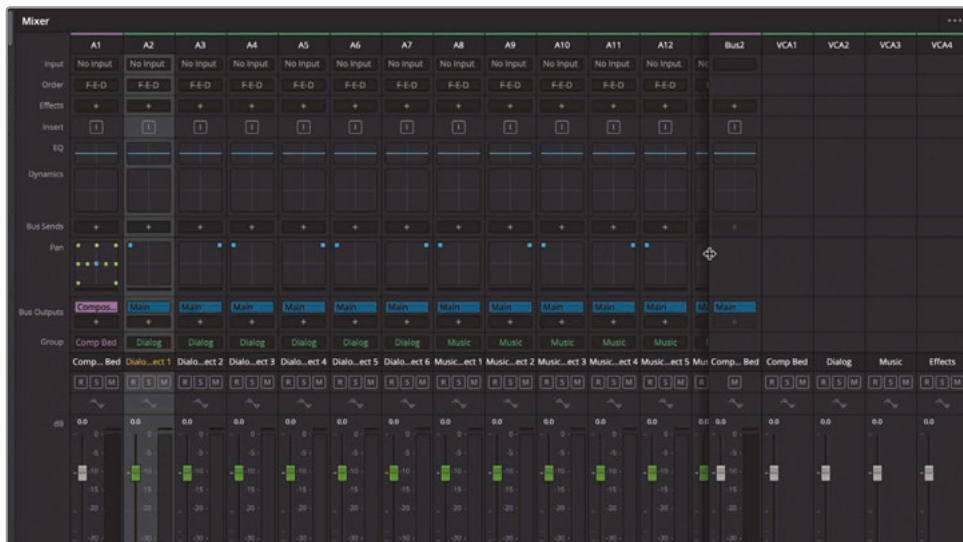 Mixer
A1 A2 A3 A4 A5 A6 A7 A8 A9 A10 A11 A12 Bus2 VCA1 VCA2 VCA3 VCA4
Input No Input No Input No Input No Input No Input No Input No Input No Input No Input No Input No Input No Input
Order F-E-D F-E-D F-E-D F-E-D F-E-D F-E-D F-E-D F-E-D F-E-D F-E-D F-E-D F-E-D
Effects + + + + + + + + + + + + +
Insert I I I I I I I I I I I I I
EQ
Dynamics
Bus Sends + + + + + + + + + + + + +
Pan
Bus Outputs Compos... Main Main Main Main Main Main Main Main Main Main Main Main
+ + + + + + + + + + + + +
Group Comp Bed Dialog Dialog Dialog Dialog Dialog Dialog Music Music Music Music Music
Comp... Bed Dialo...ect 1 Dialo...ect 2 Dialo...ect 3 Dialo...ect 4 Dialo...ect 5 Dialo...ect 6 Music...ect 1 Music...ect 2 Music...ect 3 Music...ect 4 Music...ect 5 Comp... Bed Comp Bed Dialog Music Effects
R S M R S M R S M R S M R S M R S M R S M R S M R S M R S M R S M R S M M R S M R S M R S M R S M
dB 0.0 0.0 0.0 0.0 0.0 0.0 0.0 0.0 0.0 0.0 0.0 0.0 0.0 0.0 0.0 0.0 0.0